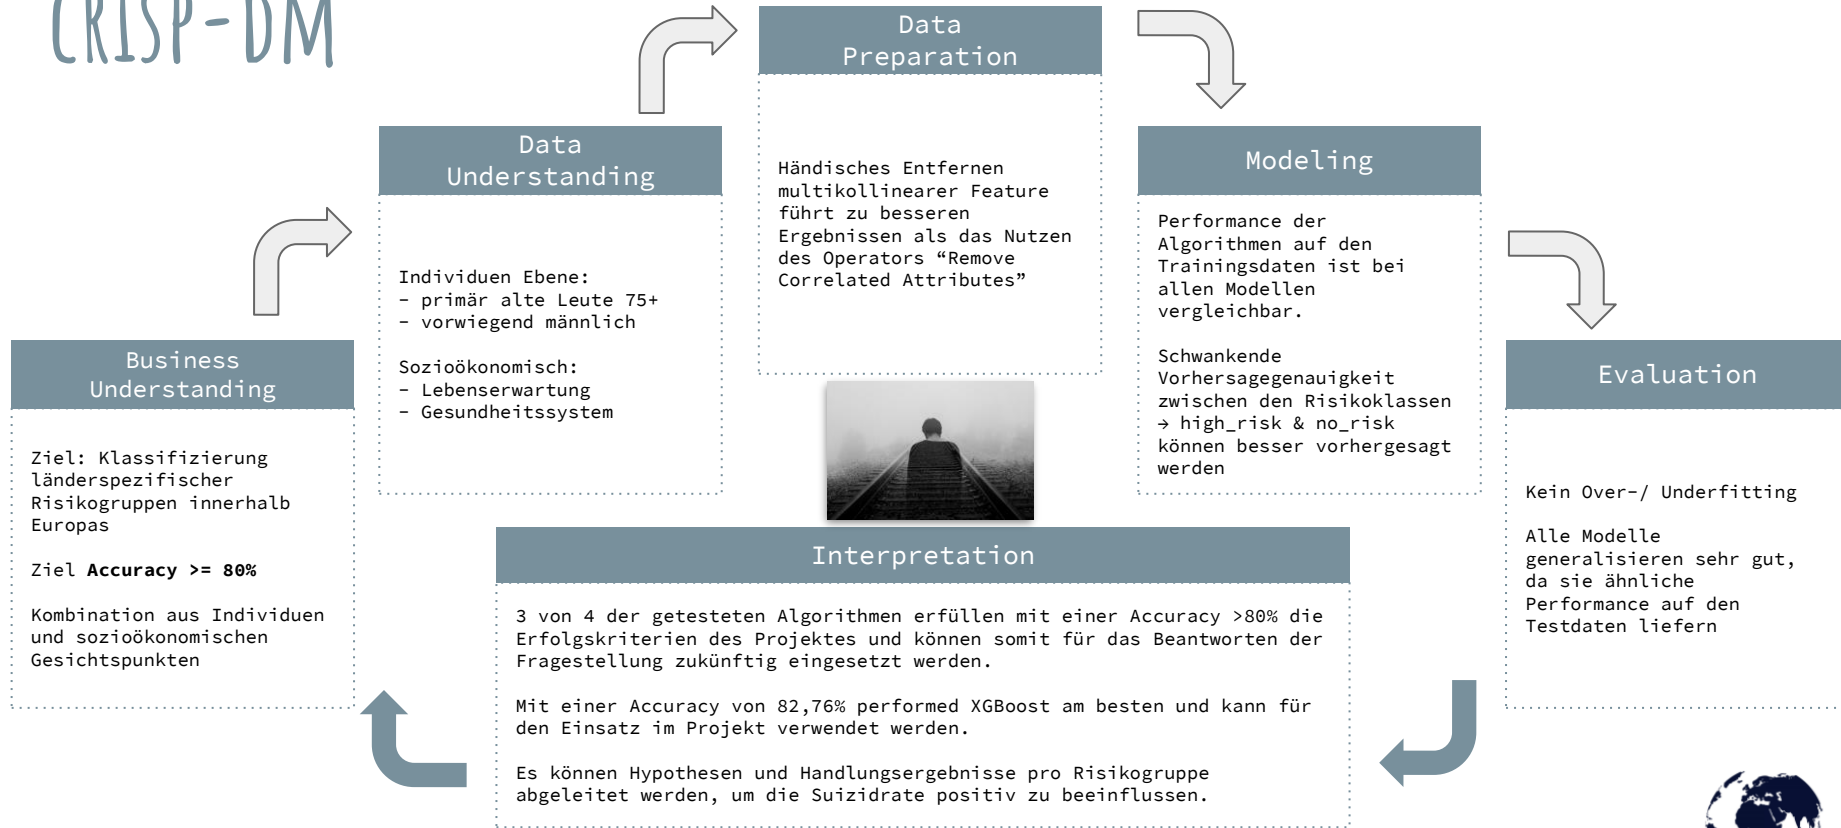 CRISP-DM
Business
Understanding
Ziel: Klassifizierung
länderspezifischer
Risikogruppen innerhalb
Europas
Ziel Accuracy >= 80%
Kombination aus Individuen
und sozioökonomischen
Gesichtspunkten
Data
Understanding
Individuen Ebene:
- primär alte Leute 75+
- vorwiegend männlich
Sozioökonomisch:
- Lebenserwartung
- Gesundheitssystem
Data
Preparation
Händisches Entfernen
multikollinearer Feature
führt zu besseren
Ergebnissen als das Nutzen
des Operators “Remove
Correlated Attributes”
Modeling
Performance der
Algorithmen auf den
Trainingsdaten ist bei
allen Modellen
vergleichbar.
Schwankende
Vorhersagegenauigkeit
zwischen den Risikoklassen
→ high_risk & no_risk
können besser vorhergesagt
werden
Evaluation
Kein Over-/ Underfitting
Alle Modelle
generalisieren sehr gut,
da sie ähnliche
Performance auf den
Testdaten liefern
Interpretation
3 von 4 der getesteten Algorithmen erfüllen mit einer Accuracy >80% die
Erfolgskriterien des Projektes und können somit für das Beantworten der
Fragestellung zukünftig eingesetzt werden.
Mit einer Accuracy von 82,76% performed XGBoost am besten und kann für
den Einsatz im Projekt verwendet werden.
Es können Hypothesen und Handlungsergebnisse pro Risikogruppe
abgeleitet werden, um die Suizidrate positiv zu beeinflussen.